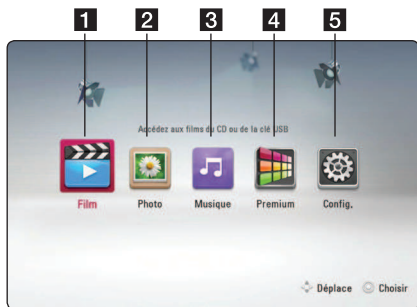 1 2 3 4 5
Accédez aux films du CD ou de la clé USB
Film Photo Musique Premium Config.
Déplace Choisir